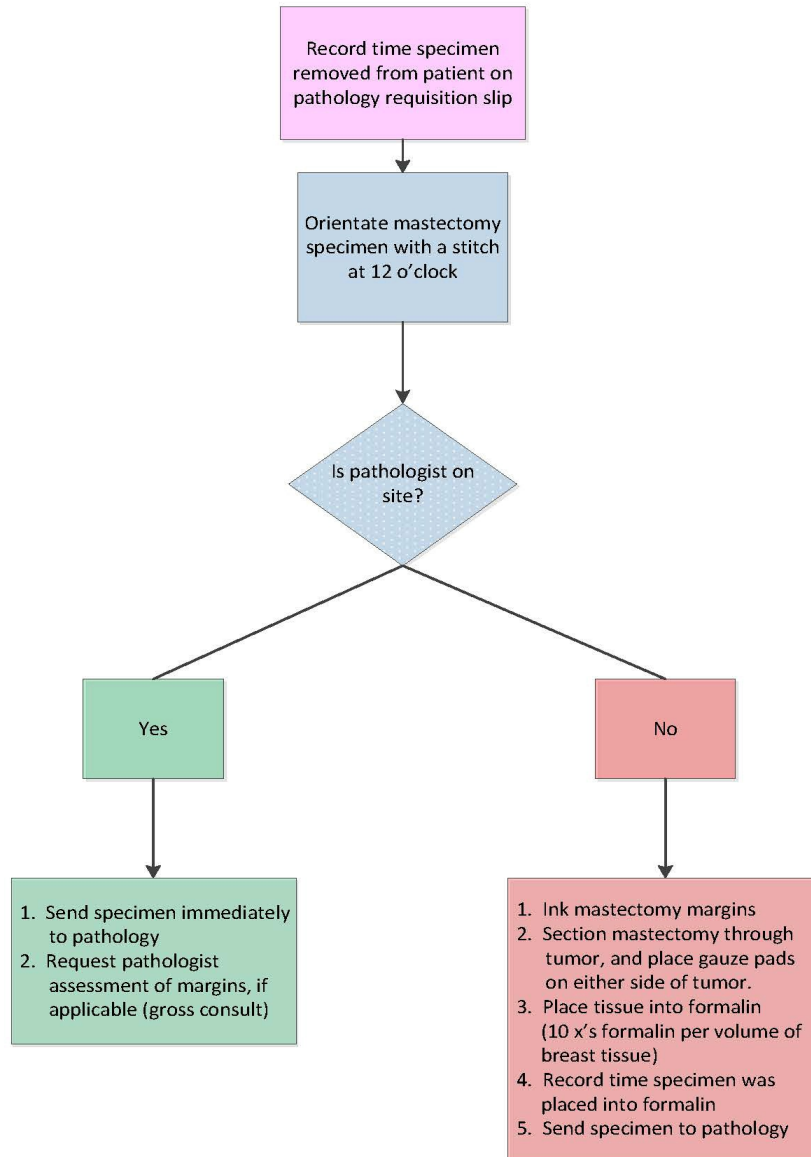 Record time specimen
removed from patient on
pathology requisition slip
Orientate mastectomy
specimen with a stitch
at 12 o’clock
Is pathologist on
site?
Yes
No
1. Send specimen immediately
to pathology
2. Request pathologist
assessment of margins, if
applicable (gross consult)
1. Ink mastectomy margins
2. Section mastectomy through
tumor, and place gauze pads
on either side of tumor.
3. Place tissue into formalin
(10 x’s formalin per volume of
breast tissue)
4. Record time specimen was
placed into formalin
5. Send specimen to pathology